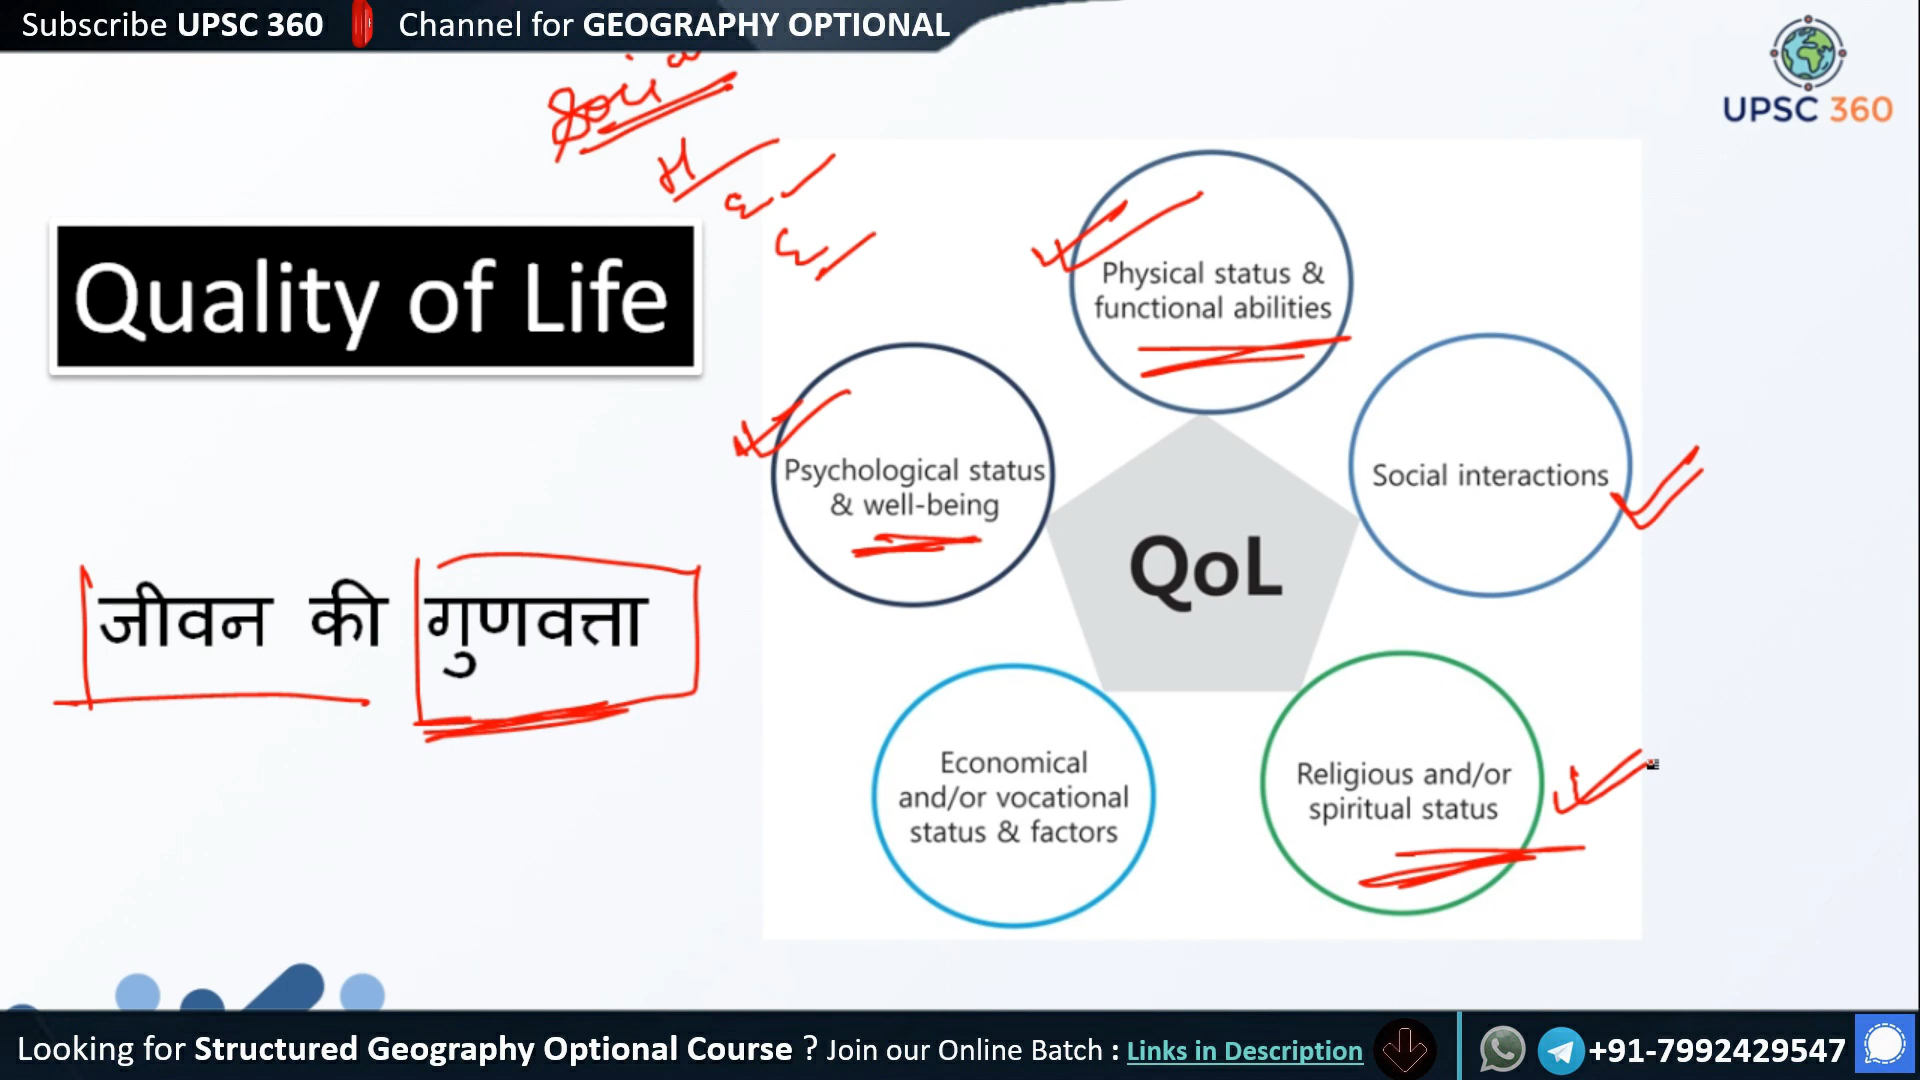 Subscribe UPSC 360 Channel for GEOGRAPHY OPTIONAL
UPSC 360
H
Quality of Life
Physical status &
functional abilities
Psychological status
& well-being
Social interactions
QoL
जीवन की गुणवत्ता
Economical
and/or vocational
status & factors
Religious and/or
spiritual status
Looking for Structured Geography Optional Course ? Join our Online Batch : Links in Description
+91-7992429547